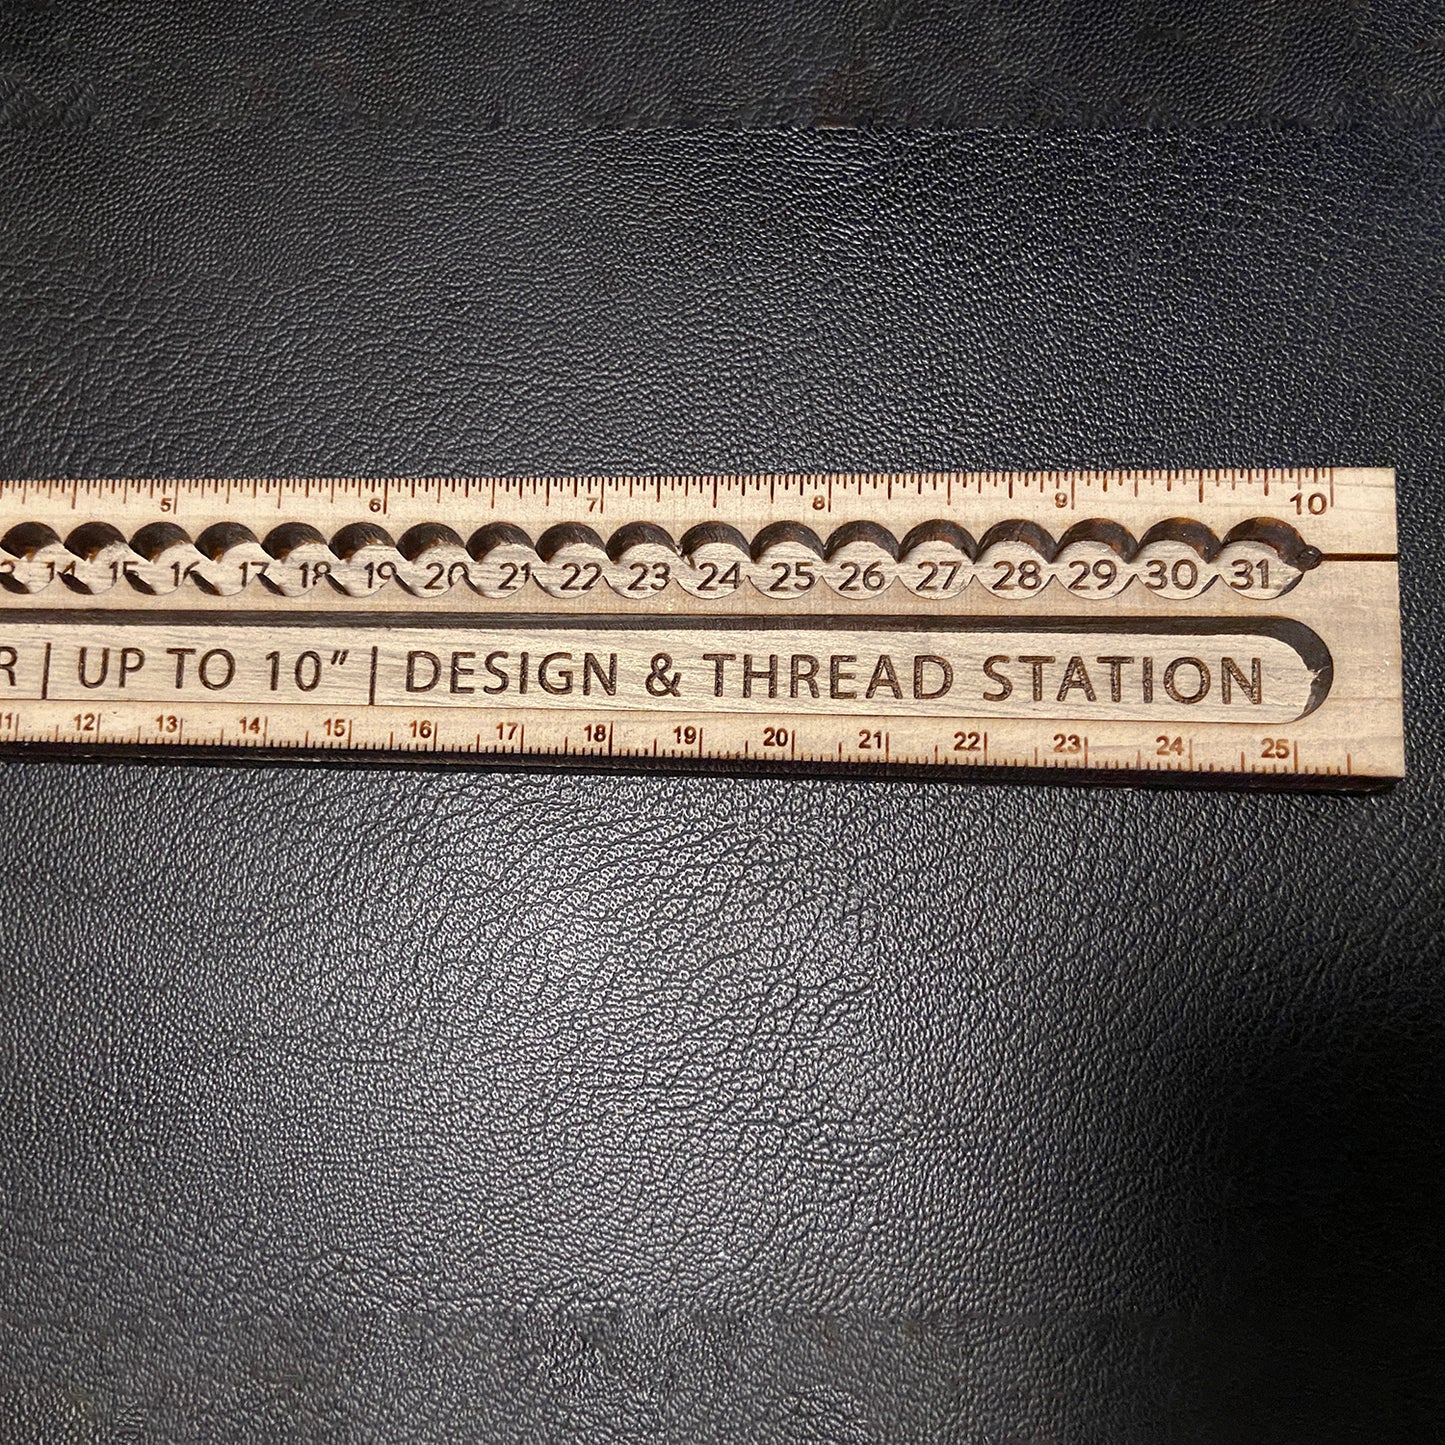 5 6 7 8 9 10
14 15 16 17 18 19 20 21 22 23 24 25 26 27 28 29 30 31
R | UP TO 10” | DESIGN & THREAD STATION
11 12 13 14 15 16 17 18 19 20 21 22 23 24 25